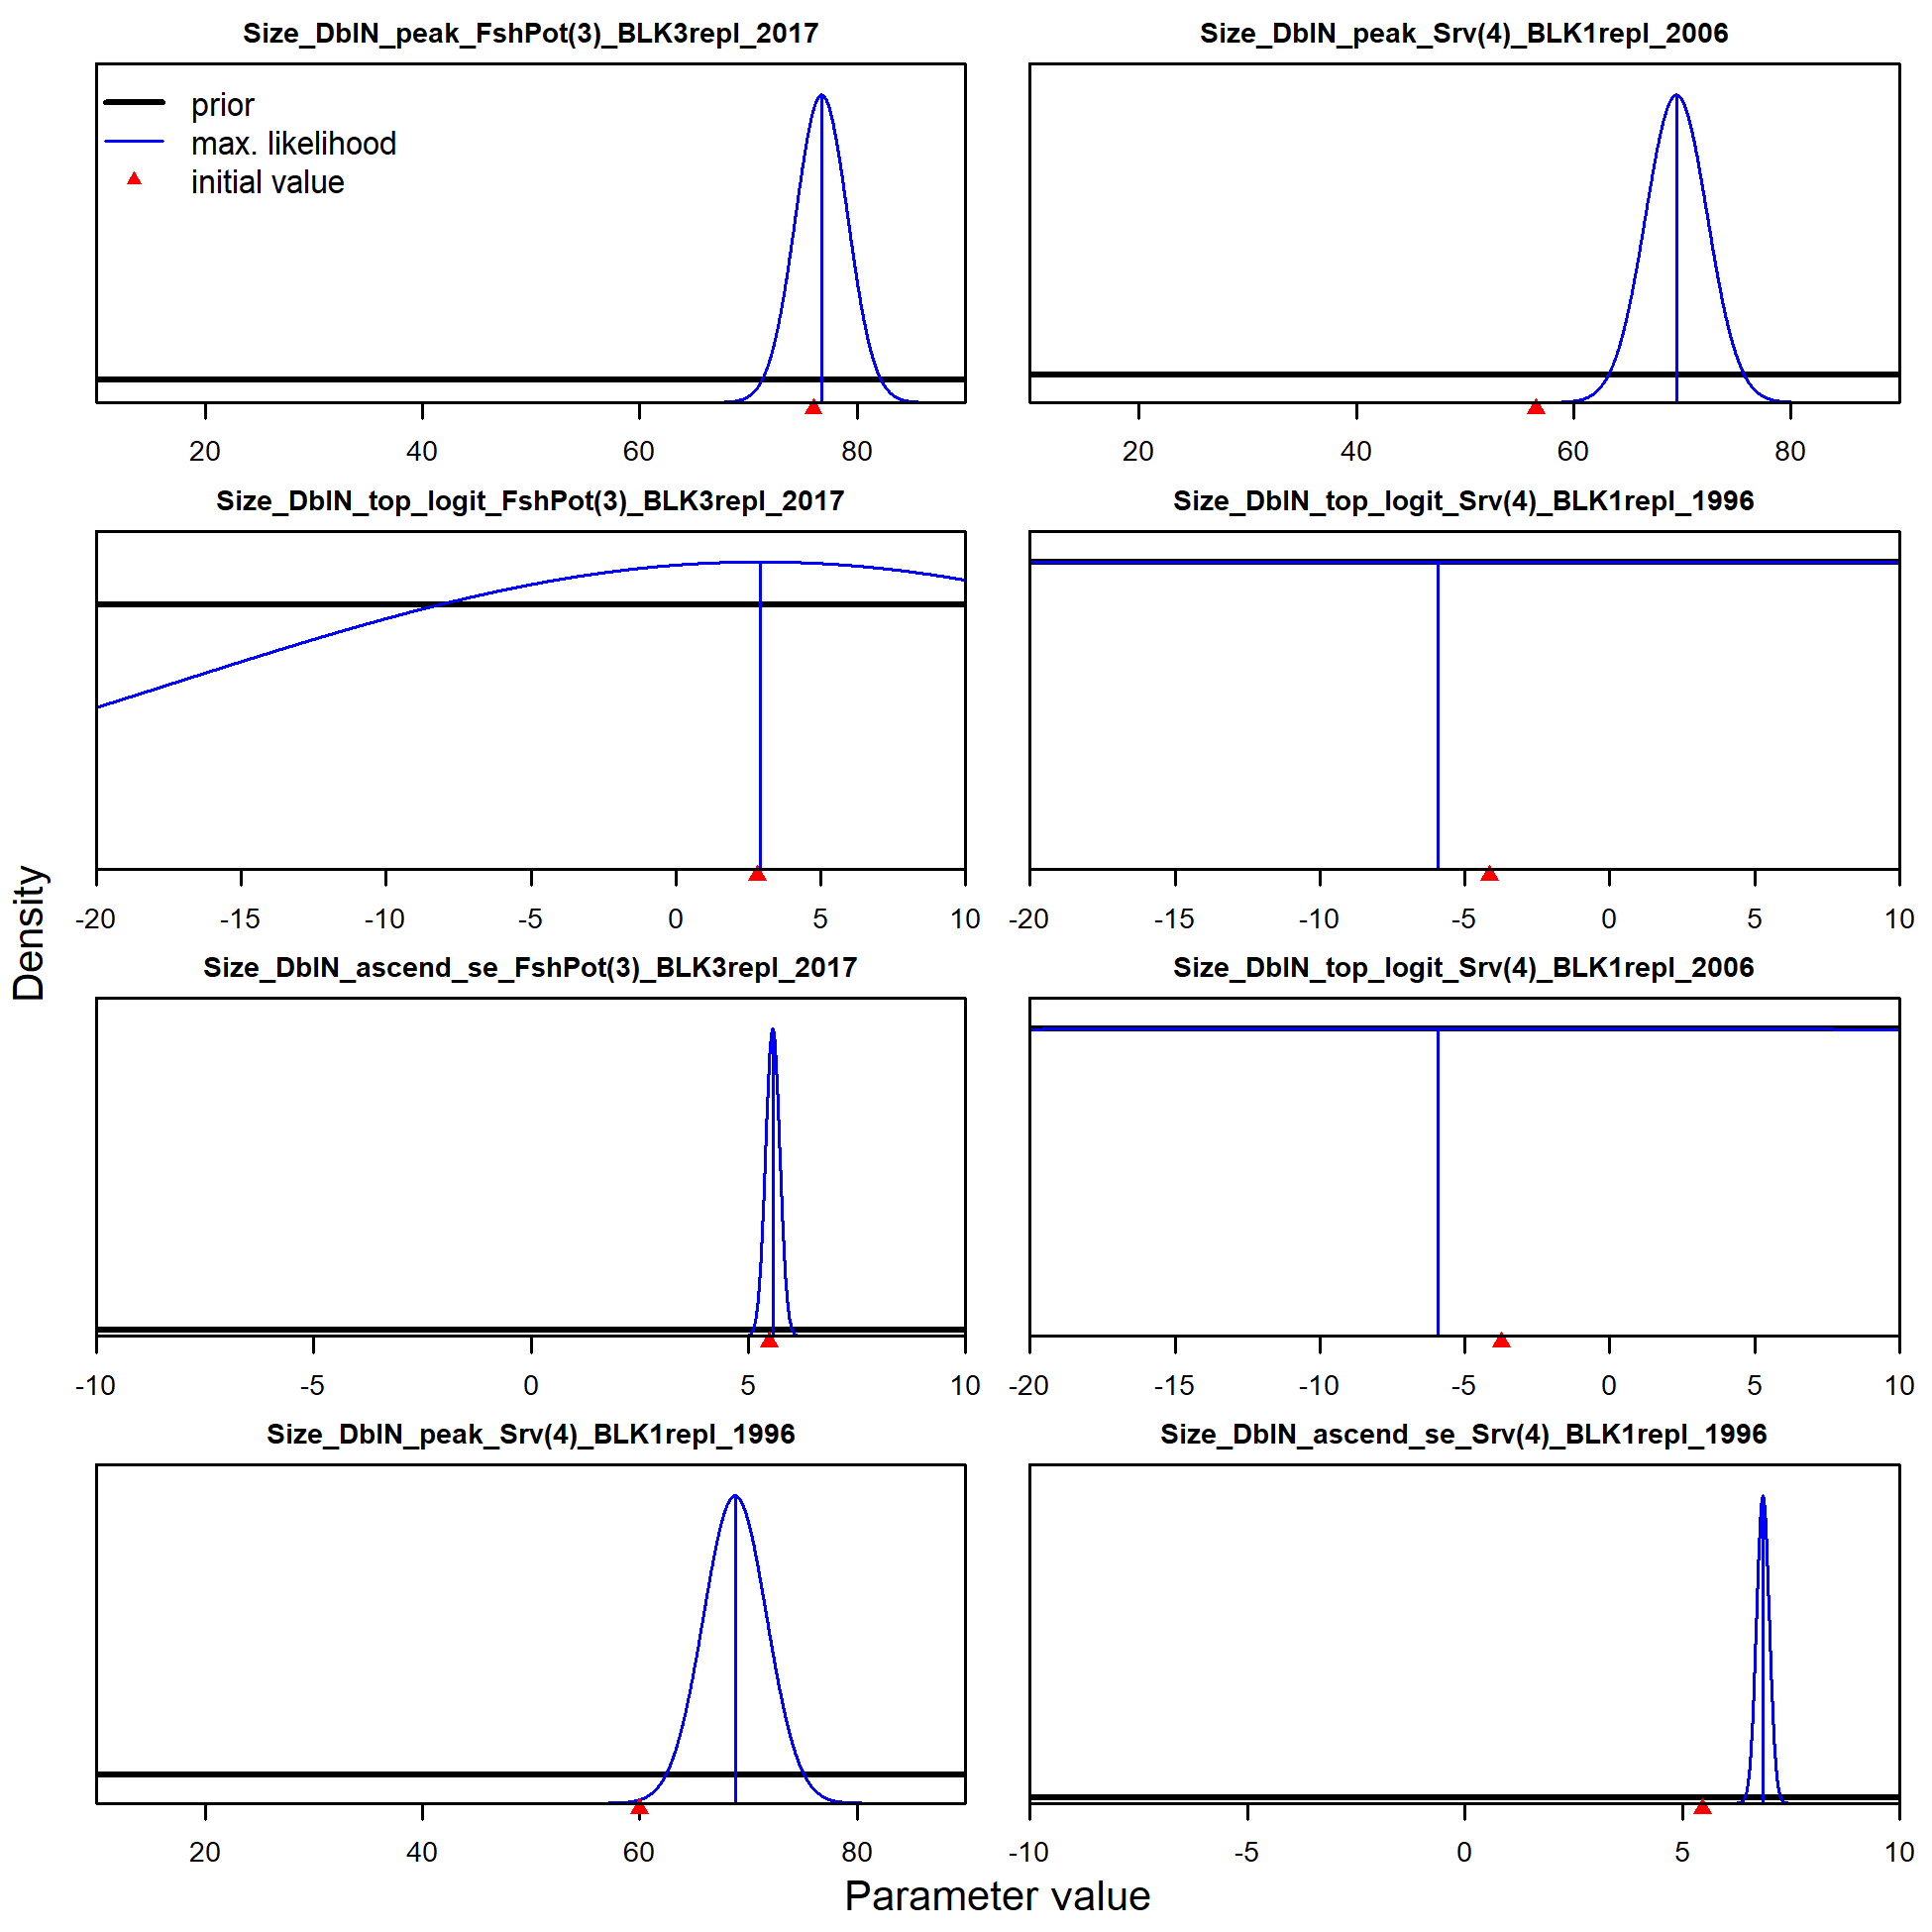 Size_DblN_peak_FshPot(3)_BLK3repl_2017
prior
max. likelihood
initial value
20 40 60 80
Size_DblN_peak_Srv(4)_BLK1repl_2006
20 40 60 80
Size_DblN_top_logit_FshPot(3)_BLK3repl_2017
-20 -15 -10 -5 0 5 10
Size_DblN_top_logit_Srv(4)_BLK1repl_1996
-20 -15 -10 -5 0 5 10
Density
Size_DblN_ascend_se_FshPot(3)_BLK3repl_2017
-10 -5 0 5 10
Size_DblN_top_logit_Srv(4)_BLK1repl_2006
-20 -15 -10 -5 0 5 10
Size_DblN_peak_Srv(4)_BLK1repl_1996
20 40 60 80
Size_DblN_ascend_se_Srv(4)_BLK1repl_1996
-10 -5 0 5 10
Parameter value